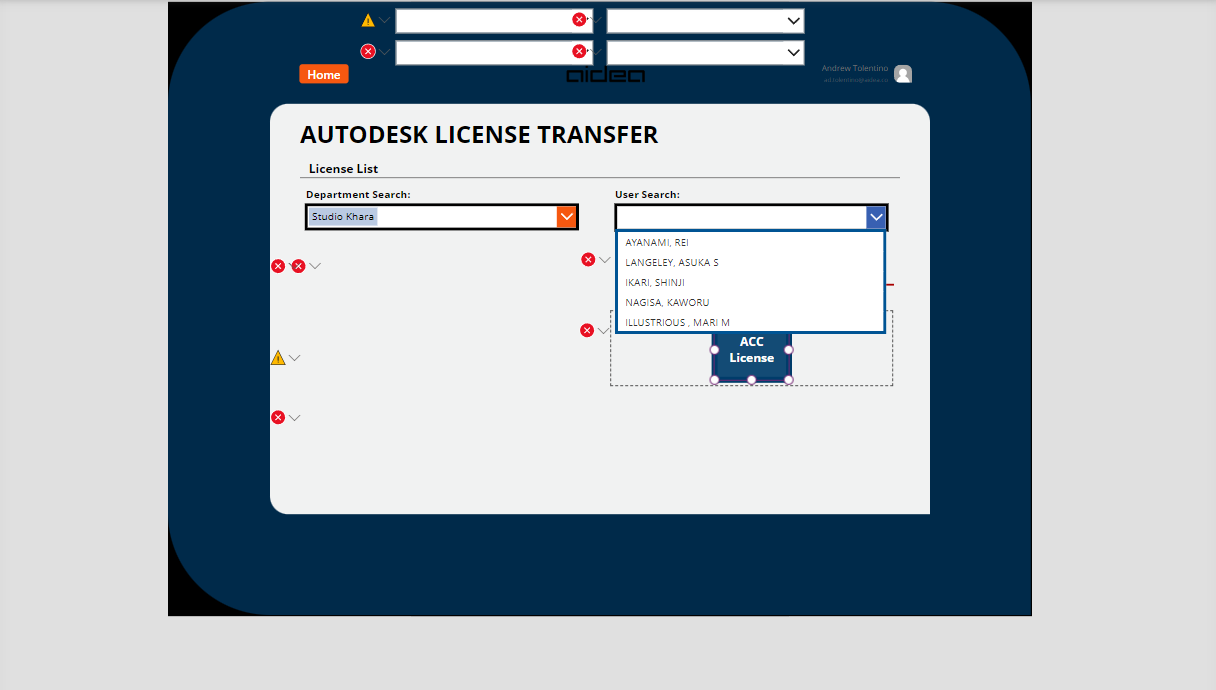 Home
aidea
Andrew Tolentino
AUTODESK LICENSE TRANSFER
License List
Department Search:
User Search:
Studio Khara
AYANAMI, REI
LANGELEY, ASUKA S
IKARI, SHINJI
NAGISA, KAWORU
ILLUSTRIOUS , MARI M
ACC
License